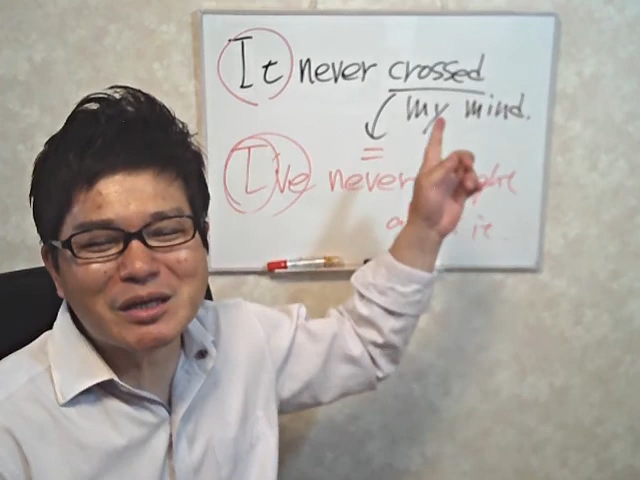 It never crossed
my mind.
=
I've never
it